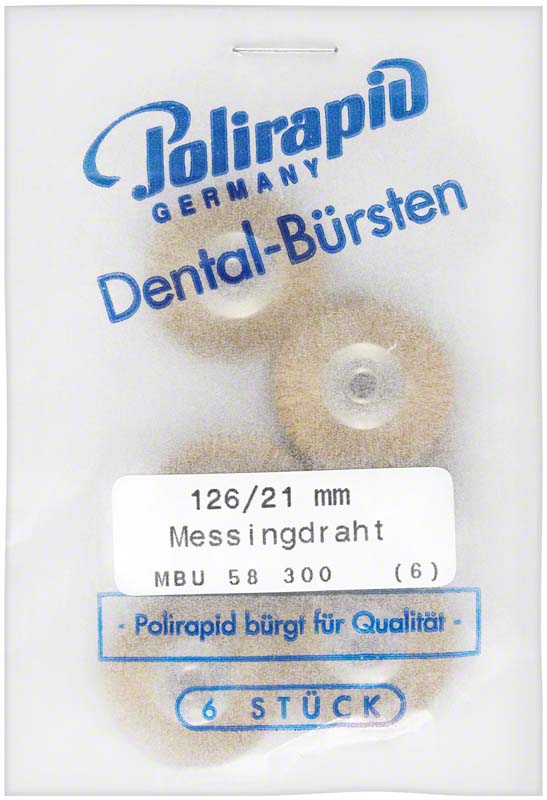 Polirapid
GERMANY
Dental-Bürsten
126/21 mm
Messingdraht
MBU 58 300 (6)
- Polirapid bürgt für Qualität -
6 STÜCK